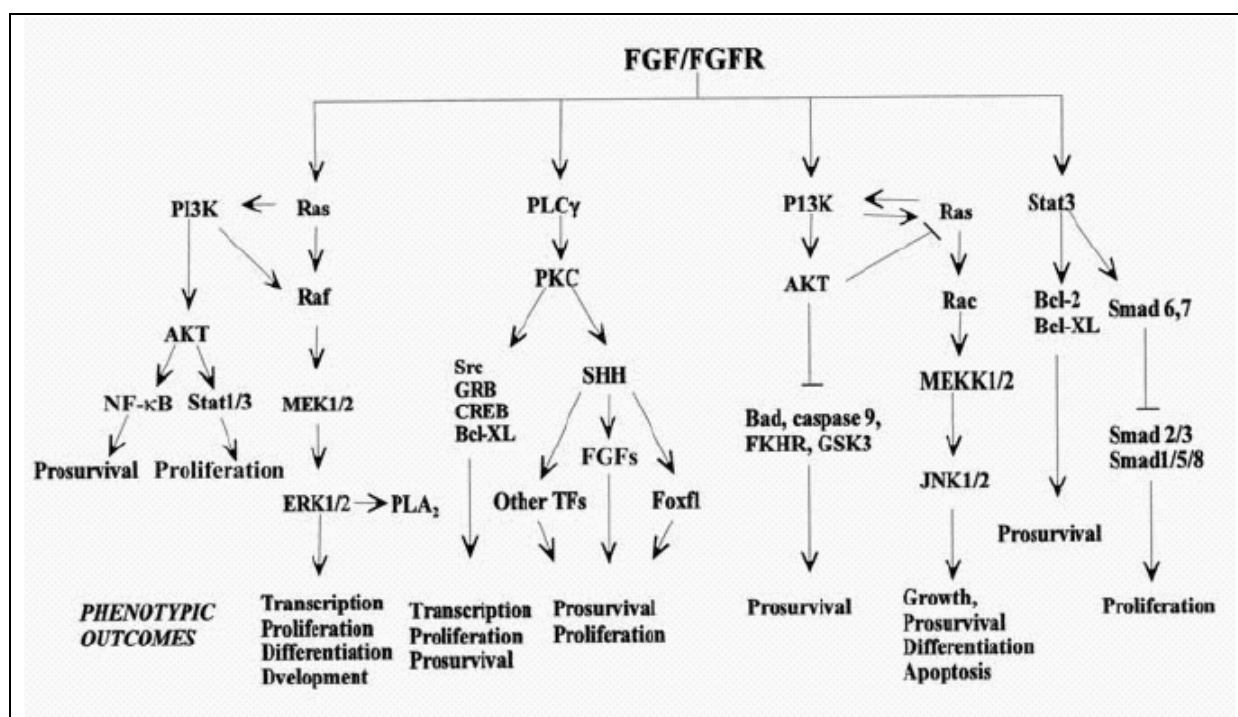 FGF/FGFR
PI3K
Ras
PLCγ
P13K
Ras
Stat3
Raf
PKC
AKT
Rac
Bcl-2
Bcl-XL
Smad 6,7
AKT
Src
GRB
CREB
Bcl-XL
SHH
MEKK1/2
NF-κB
Stat1/3
MEK1/2
Bad, caspase 9,
FKHR, GSK3
Smad 2/3
Smad1/5/8
FGFs
Prosurvival
Proliferation
JNK1/2
ERK1/2
PLA₂
Other TFs
Foxf1
Prosurvival
PHENOTYPIC
OUTCOMES
Transcription
Proliferation
Differentiation
Dvelopment
Transcription
Proliferation
Prosurvival
Prosurvival
Proliferation
Prosurvival
Growth,
Prosurvival
Differentiation
Apoptosis
Proliferation